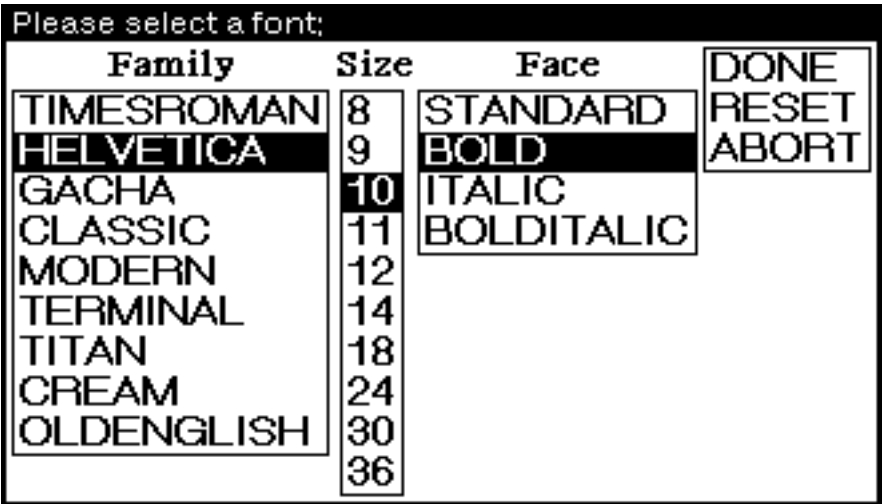 Please select a font:
Family
TIMESROMAN
HELVETICA
GACHA
CLASSIC
MODERN
TERMINAL
TITAN
CREAM
OLDENGLISH
Size
8
9
10
11
12
14
18
24
30
36
Face
STANDARD
BOLD
ITALIC
BOLDITALIC
DONE
RESET
ABORT